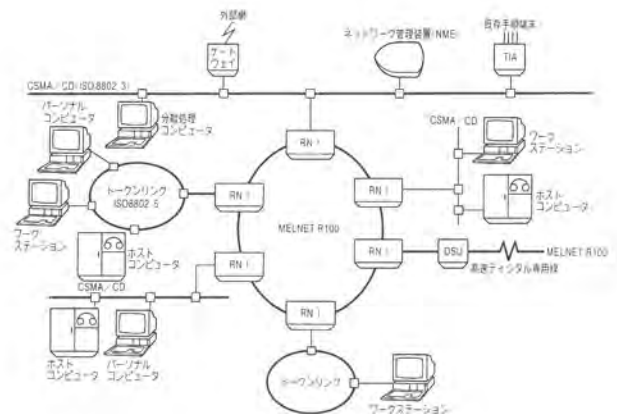 外部網
ゲート
ウェイ
ネットワーク管理装置(NME)
既存手順端末
TIA
CSMA/CD(ISO8802.3)
パーソナル
コンピュータ
分散処理
コンピュータ
CSMA/CD
ワーク
ステーション
RN1
トークンリング
ISO8802.5
RN1
RN1
ホスト
コンピュータ
MELNET R100
ワーク
ステーション
ホスト
コンピュータ
RN1
RN1
DSU
MELNET R100
高速ディジタル専用線
CSMA/CD
RN1
ホスト
コンピュータ
パーソナル
コンピュータ
トークンリング
ワークステーション